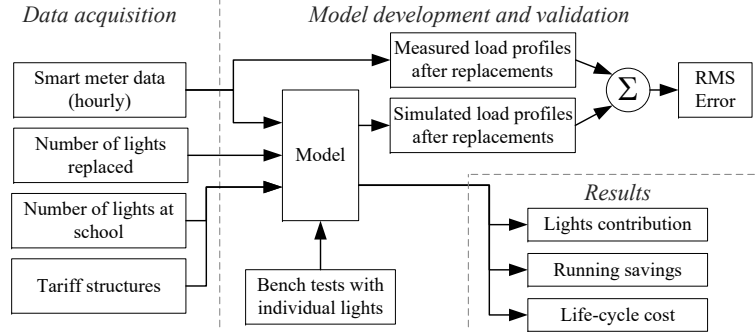 Data acquisition
Model development and validation
Smart meter data
(hourly)
Number of lights
replaced
Number of lights at
school
Tariff structures
Model
Bench tests with
individual lights
Measured load profiles
after replacements
Simulated load profiles
after replacements
Σ
RMS
Error
Results
Lights contribution
Running savings
Life-cycle cost